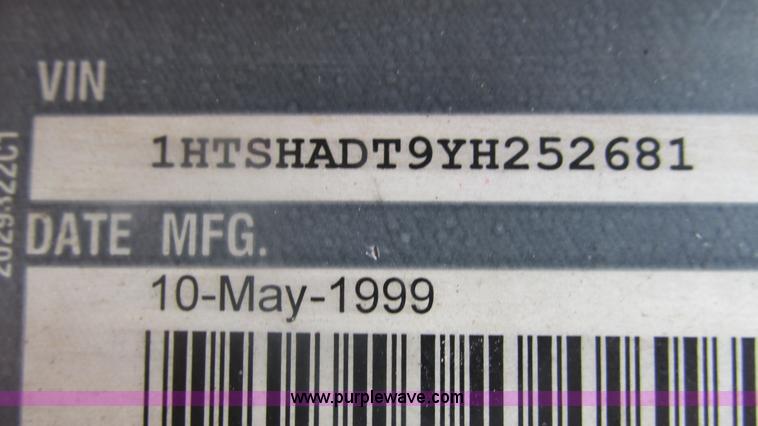 VIN
1HTSHADT9YH252681
DATE MFG.
10-May-1999
www.purplewave.com